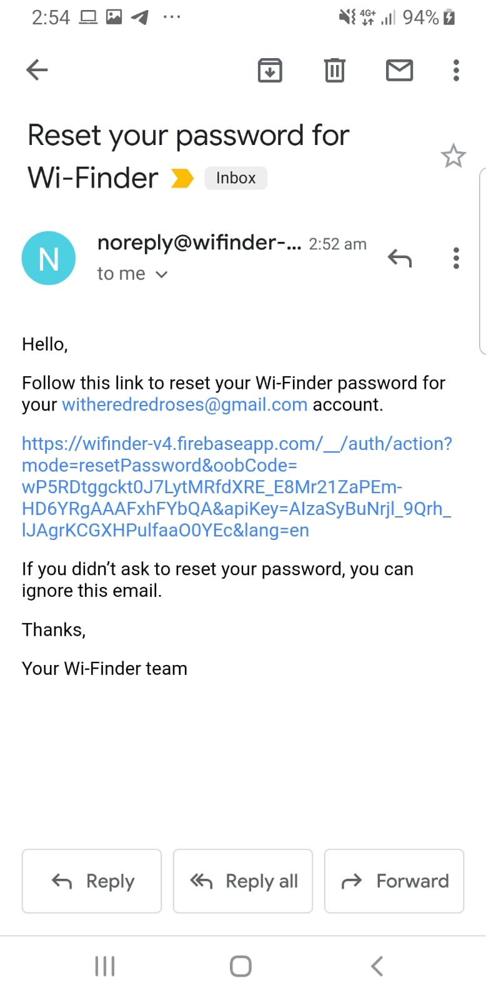 2:54
4G+
94%
Reset your password for
Wi-Finder
Inbox
N
noreply@wifinder-... 2:52 am
to me
Hello,
Follow this link to reset your Wi-Finder password for
your witheredredroses@gmail.com account.
https://wifinder-v4.firebaseapp.com/__/auth/action?
mode=resetPassword&oobCode=
wP5RDtggckt0J7LytMRfdXRE_E8Mr21ZaPEm-
HD6YRgAAAFxhFYbQA&apiKey=AIzaSyBuNrjl_9Qrh_
lJAgrKCGXHPulfaaO0YEc&lang=en
If you didn’t ask to reset your password, you can
ignore this email.
Thanks,
Your Wi-Finder team
Reply
Reply all
Forward